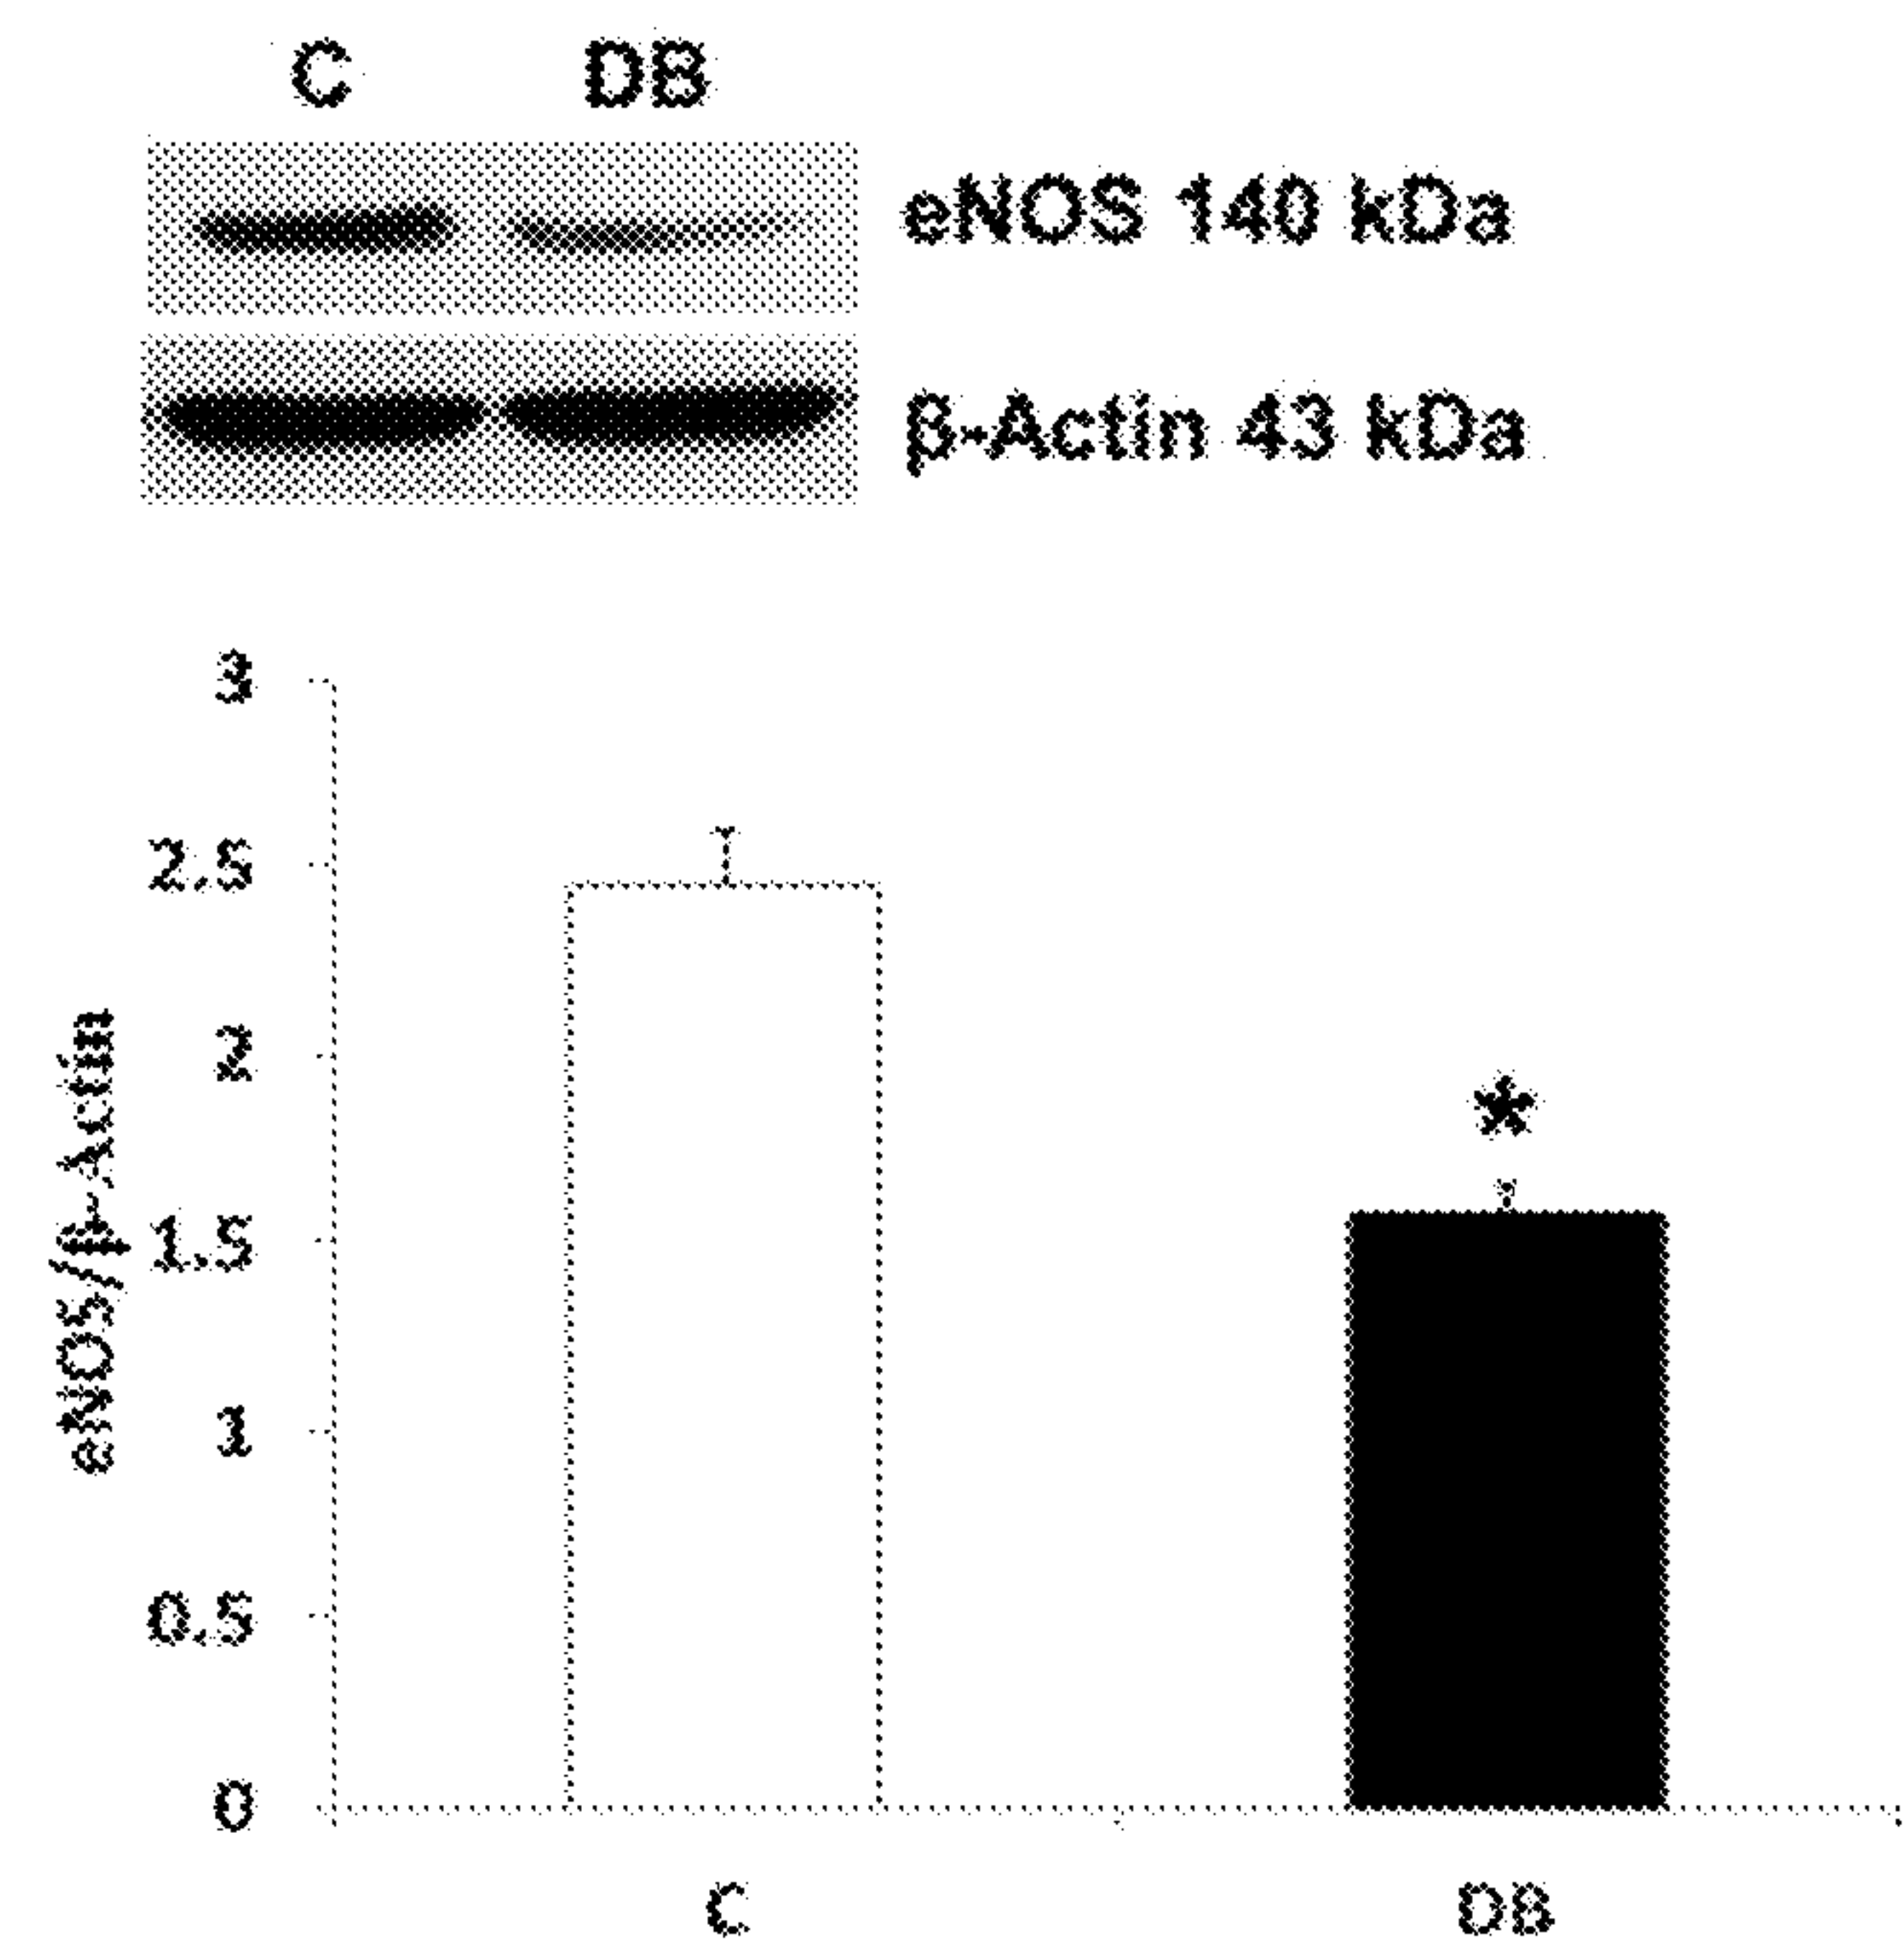 C DB
eNOS 140 kDa
β-Actin 43 kDa
3
2.5
2
1.5
1
0.5
0
eNOS/β-Actin
*
C DB